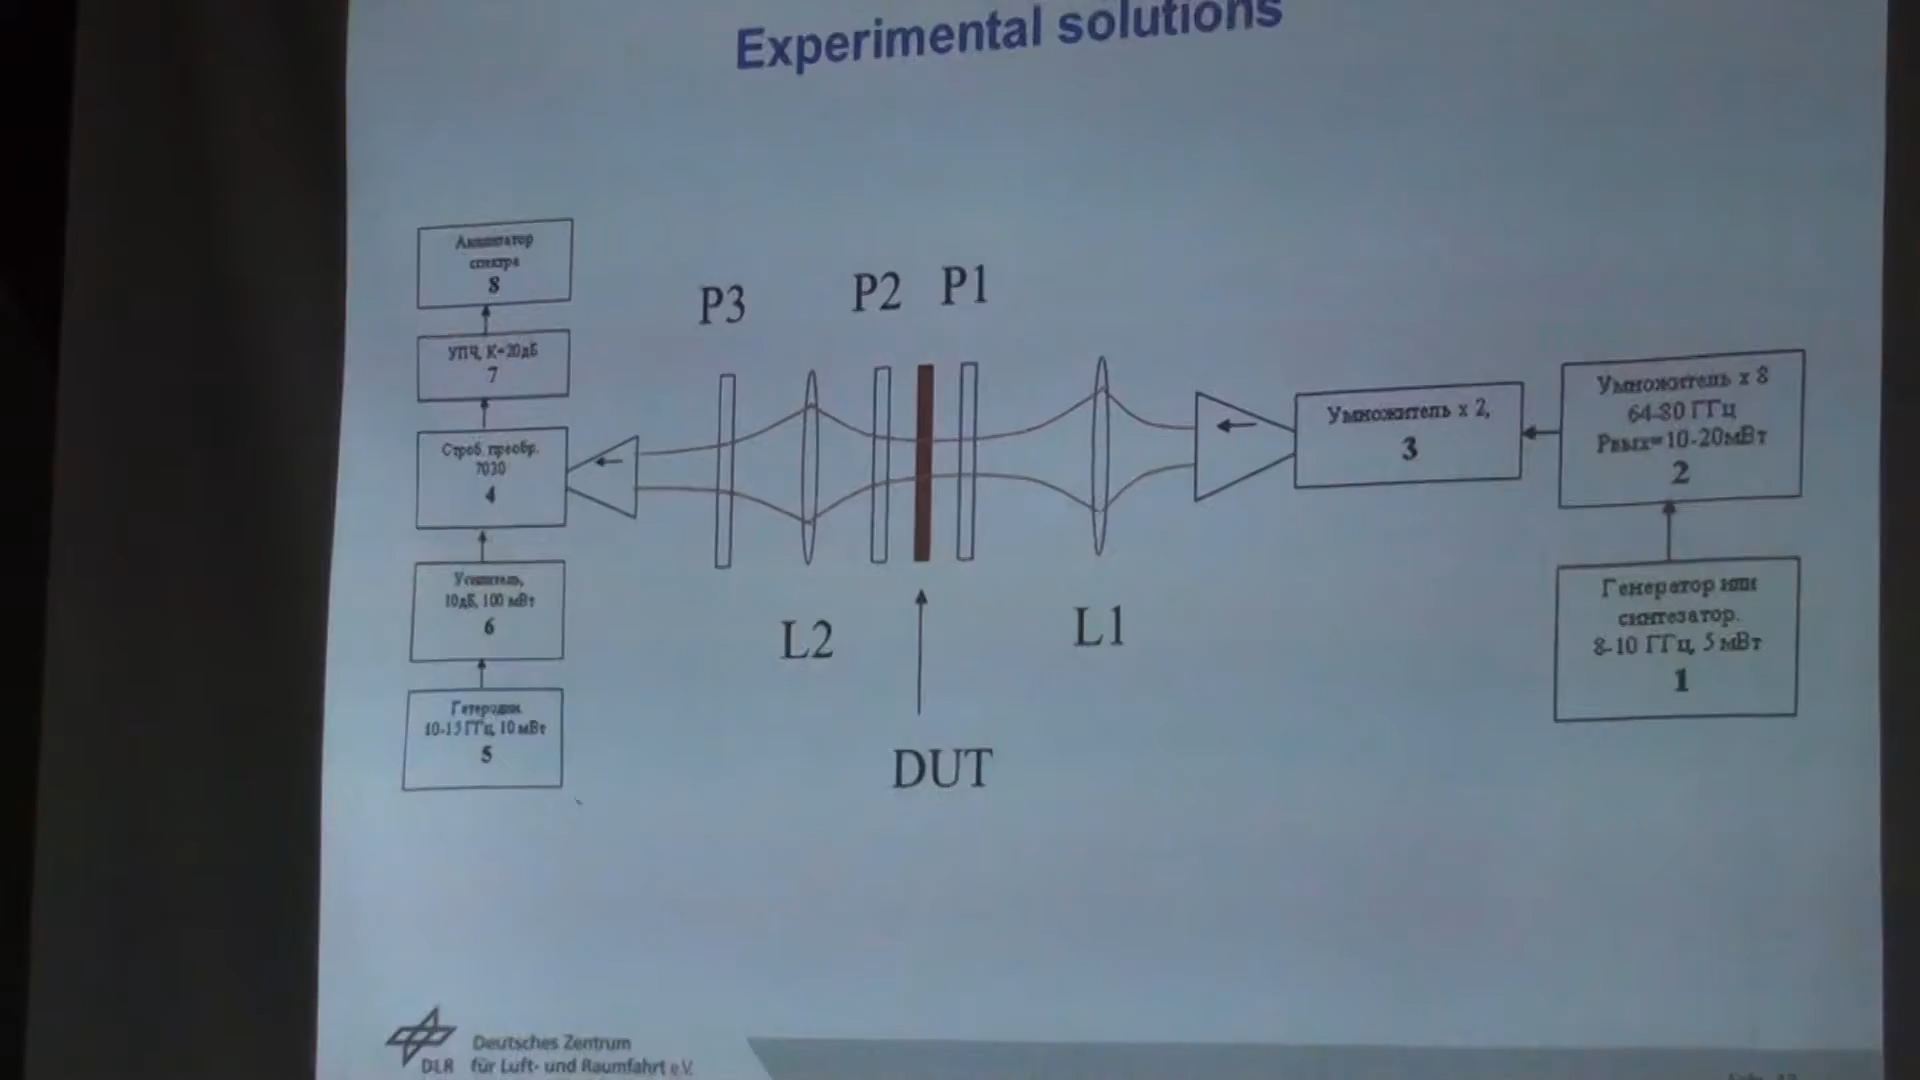 Experimental solutions
Анализатор
спектра
8
УПЧ, К=20дБ
7
Строб. преобр.
7030
4
Усилитель,
10дБ, 100 мВт
6
Гетеродин
10-15 ГГц, 10 мВт
5
P3
P2
P1
L2
L1
DUT
Умножитель х 2,
3
Умножитель х 8
64-80 ГГц
Рвых=10-20мВт
2
Генератор или
синтезатор.
8-10 ГГц, 5 мВт
1
DLR
Deutsches Zentrum
für Luft- und Raumfahrt e.V.